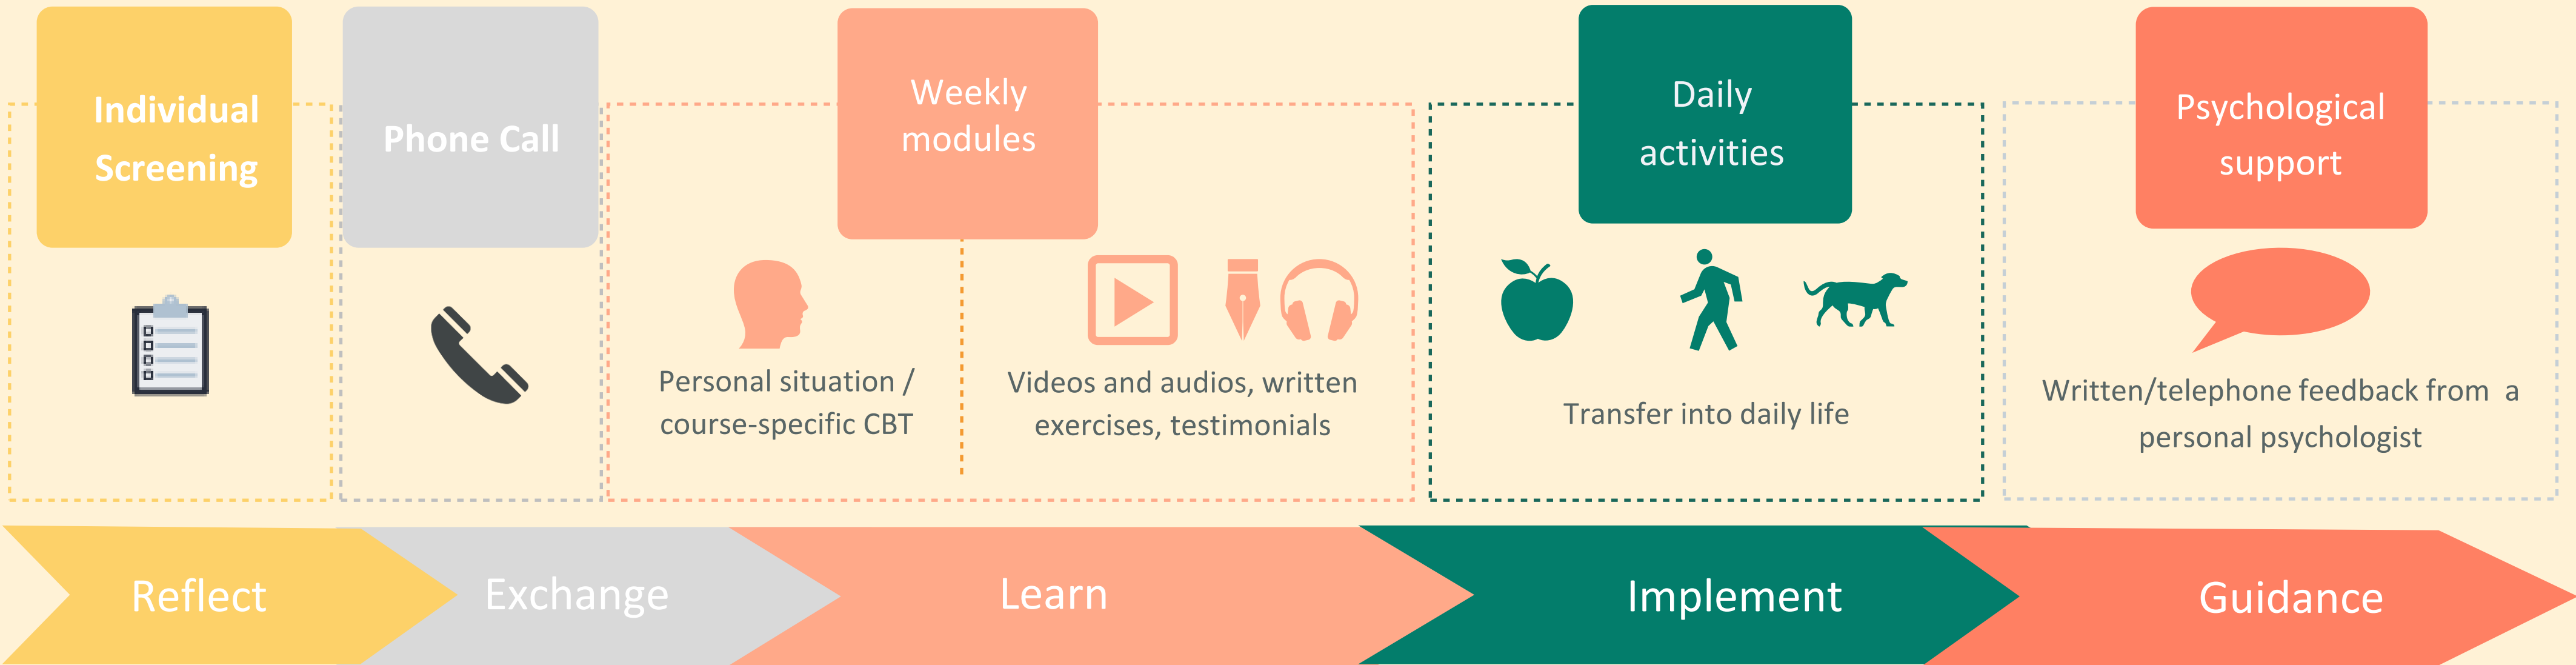 Individual
Screening
Phone Call
Weekly
modules
Personal situation /
course-specific CBT
Videos and audios, written
exercises, testimonials
Daily
activities
Transfer into daily life
Psychological
support
Written/telephone feedback from a
personal psychologist
Reflect
Exchange
Learn
Implement
Guidance